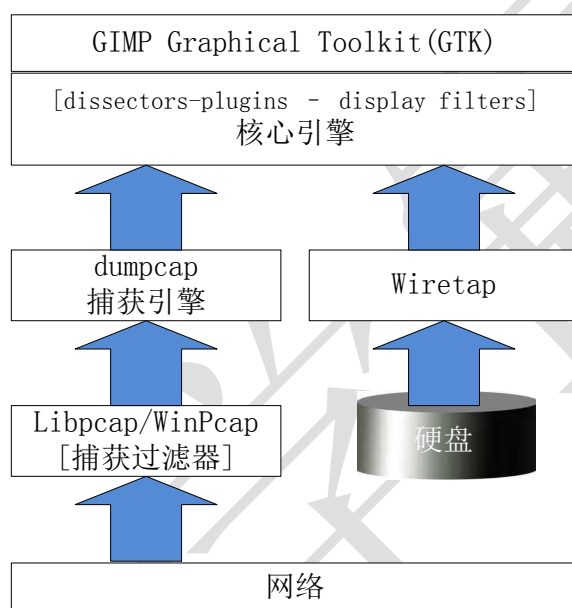 GIMP Graphical Toolkit(GTK)
[dissectors-plugins – display filters]
核心引擎
dumpcap
捕获引擎
Wiretap
Libpcap/WinPcap
[捕获过滤器]
硬盘
网络